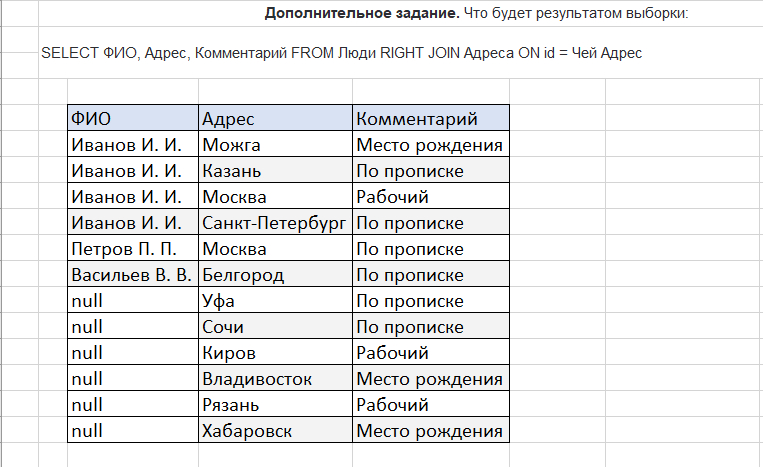 Дополнительное задание. Что будет результатом выборки:
SELECT ФИО, Адрес, Комментарий FROM Люди RIGHT JOIN Адреса ON id = Чей Адрес
ФИО Адрес Комментарий
Иванов И. И. Можга Место рождения
Иванов И. И. Казань По прописке
Иванов И. И. Москва Рабочий
Иванов И. И. Санкт-Петербург По прописке
Петров П. П. Москва По прописке
Васильев В. В. Белгород По прописке
null Уфа По прописке
null Сочи По прописке
null Киров Рабочий
null Владивосток Место рождения
null Рязань Рабочий
null Хабаровск Место рождения